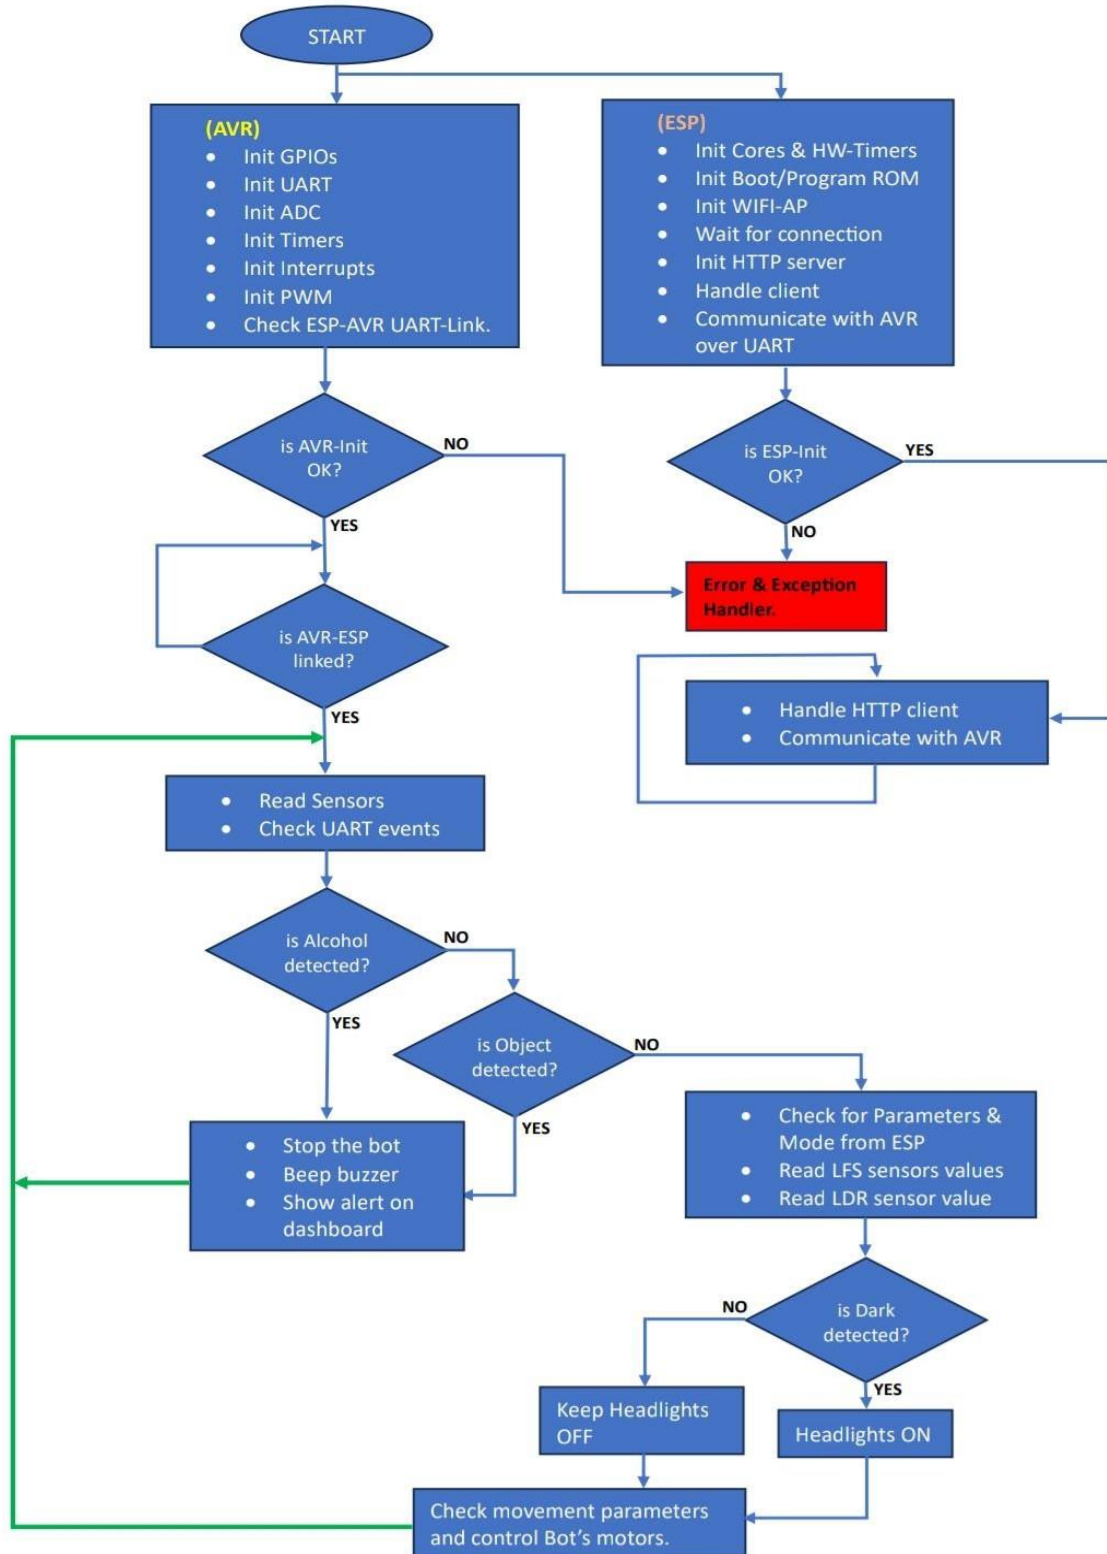 START
(AVR)
• Init GPIOs
• Init UART
• Init ADC
• Init Timers
• Init Interrupts
• Init PWM
• Check ESP-AVR UART-Link.
(ESP)
• Init Cores & HW-Timers
• Init Boot/Program ROM
• Init WIFI-AP
• Wait for connection
• Init HTTP server
• Handle client
• Communicate with AVR
over UART
is AVR-Init
OK?
NO
YES
is ESP-Init
OK?
YES
NO
Error & Exception
Handler.
is AVR-ESP
linked?
YES
• Handle HTTP client
• Communicate with AVR
• Read Sensors
• Check UART events
is Alcohol
detected?
NO
YES
is Object
detected?
NO
YES
• Stop the bot
• Beep buzzer
• Show alert on
dashboard
• Check for Parameters &
Mode from ESP
• Read LFS sensors values
• Read LDR sensor value
is Dark
detected?
NO
YES
Keep Headlights
OFF
Headlights ON
Check movement parameters
and control Bot's motors.